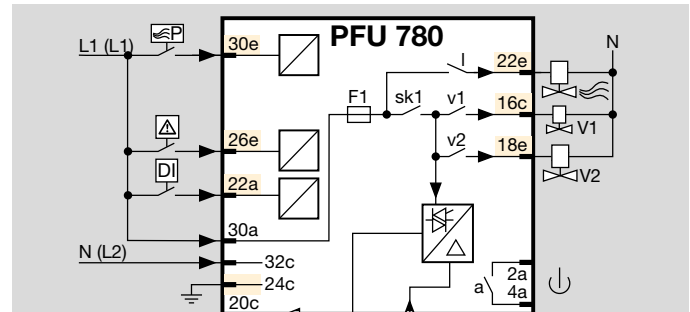 PFU 780
L1 (L1)
P
30e
I
22e
N
F1
sk1
v1
16c
V1
26e
v2
18e
DI
22a
V2
30a
N (L2)
32c
24c
a
2a
4a
20c